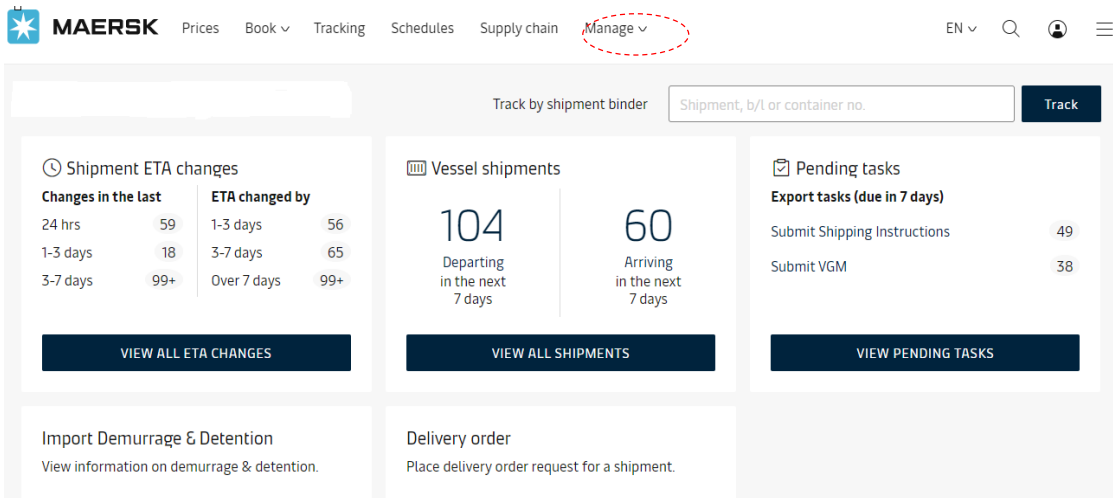 MAERSK Prices Book Tracking Schedules Supply chain Manage EN
Track by shipment binder Shipment, b/l or container no. Track
Shipment ETA changes
Changes in the last ETA changed by
24 hrs 59 1-3 days 56
1-3 days 18 3-7 days 65
3-7 days 99+ Over 7 days 99+
VIEW ALL ETA CHANGES
Vessel shipments
104 60
Departing Arriving
in the next in the next
7 days 7 days
VIEW ALL SHIPMENTS
Pending tasks
Export tasks (due in 7 days)
Submit Shipping Instructions 49
Submit VGM 38
VIEW PENDING TASKS
Import Demurrage & Detention
View information on demurrage & detention.
Delivery order
Place delivery order request for a shipment.